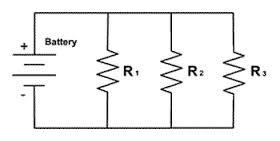 + Battery
R1 R2 R3
-